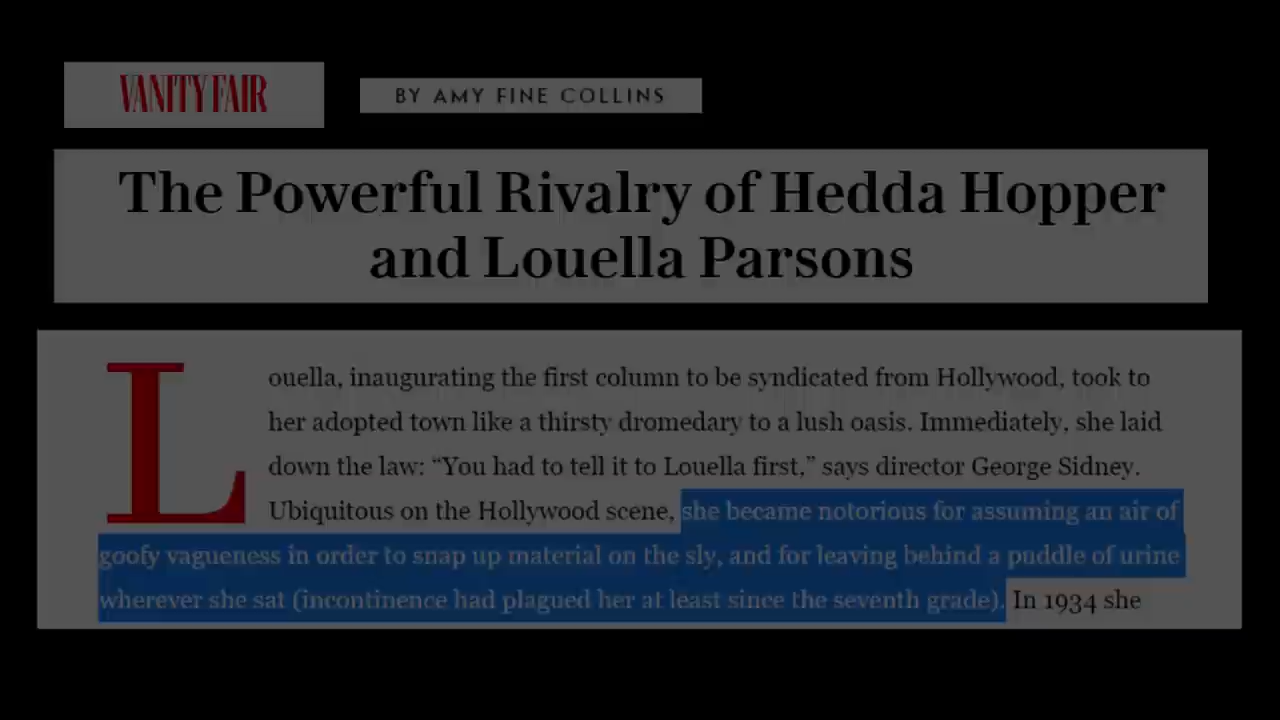 VANITY FAIR
BY AMY FINE COLLINS
The Powerful Rivalry of Hedda Hopper
and Louella Parsons
Louella, inaugurating the first column to be syndicated from Hollywood, took to
her adopted town like a thirsty dromedary to a lush oasis. Immediately, she laid
down the law: “You had to tell it to Louella first,” says director George Sidney.
Ubiquitous on the Hollywood scene, she became notorious for assuming an air of
goofy vagueness in order to snap up material on the sly, and for leaving behind a puddle of urine
wherever she sat (incontinence had plagued her at least since the seventh grade). In 1934 she